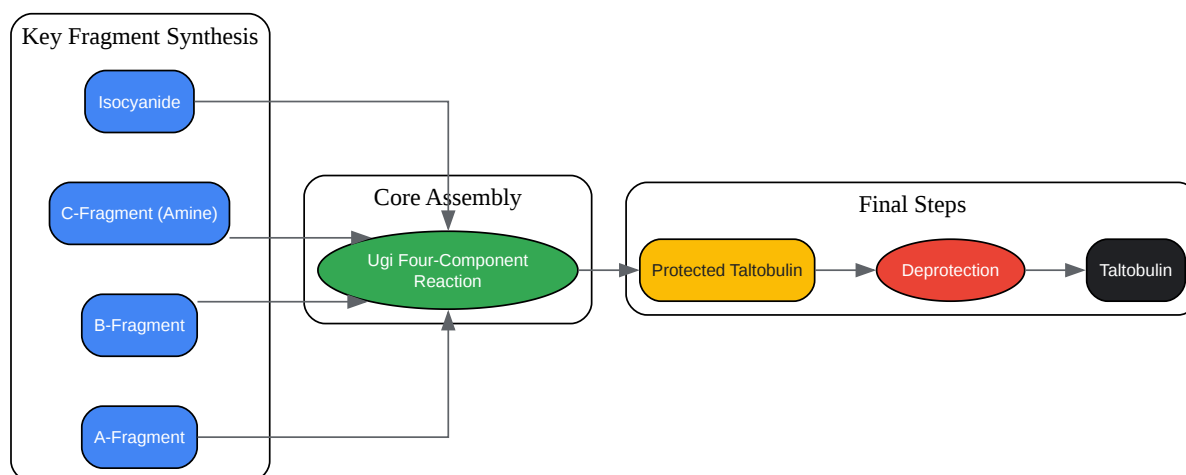 Key Fragment Synthesis
Isocyanide
C-Fragment (Amine)
B-Fragment
A-Fragment
Core Assembly
Ugi Four-Component
Reaction
Final Steps
Protected Taltobulin
Deprotection
Taltobulin